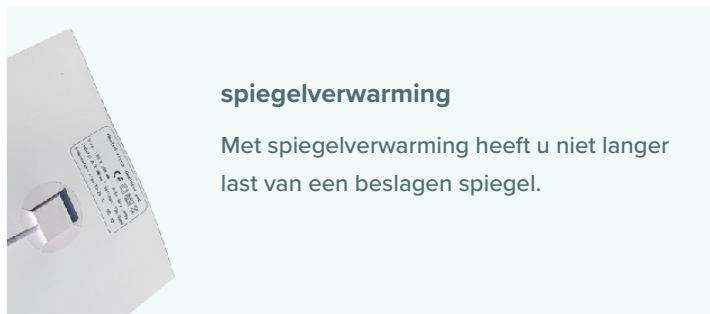 spiegelverwarming
Met spiegelverwarming heeft u niet langer
last van een beslagen spiegel.